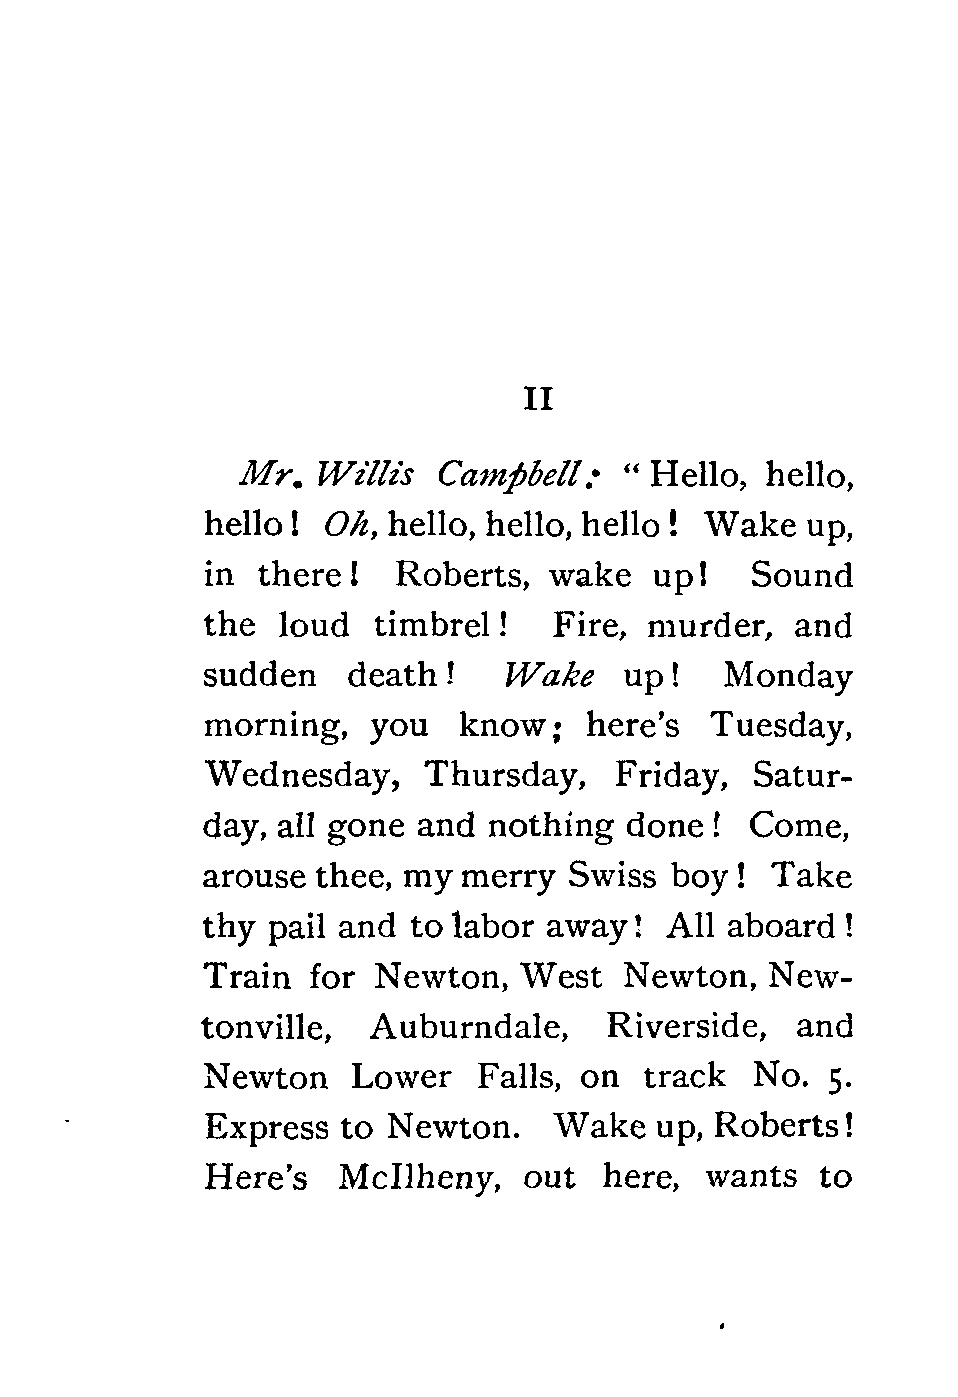 II
Mr. Willis Campbell: “Hello, hello,
hello! Oh, hello, hello, hello! Wake up,
in there! Roberts, wake up! Sound
the loud timbrel! Fire, murder, and
sudden death! Wake up! Monday
morning, you know; here's Tuesday,
Wednesday, Thursday, Friday, Satur-
day, all gone and nothing done! Come,
arouse thee, my merry Swiss boy! Take
thy pail and to labor away! All aboard!
Train for Newton, West Newton, New-
tonville, Auburndale, Riverside, and
Newton Lower Falls, on track No. 5.
Express to Newton. Wake up, Roberts!
Here's McIlheny, out here, wants to